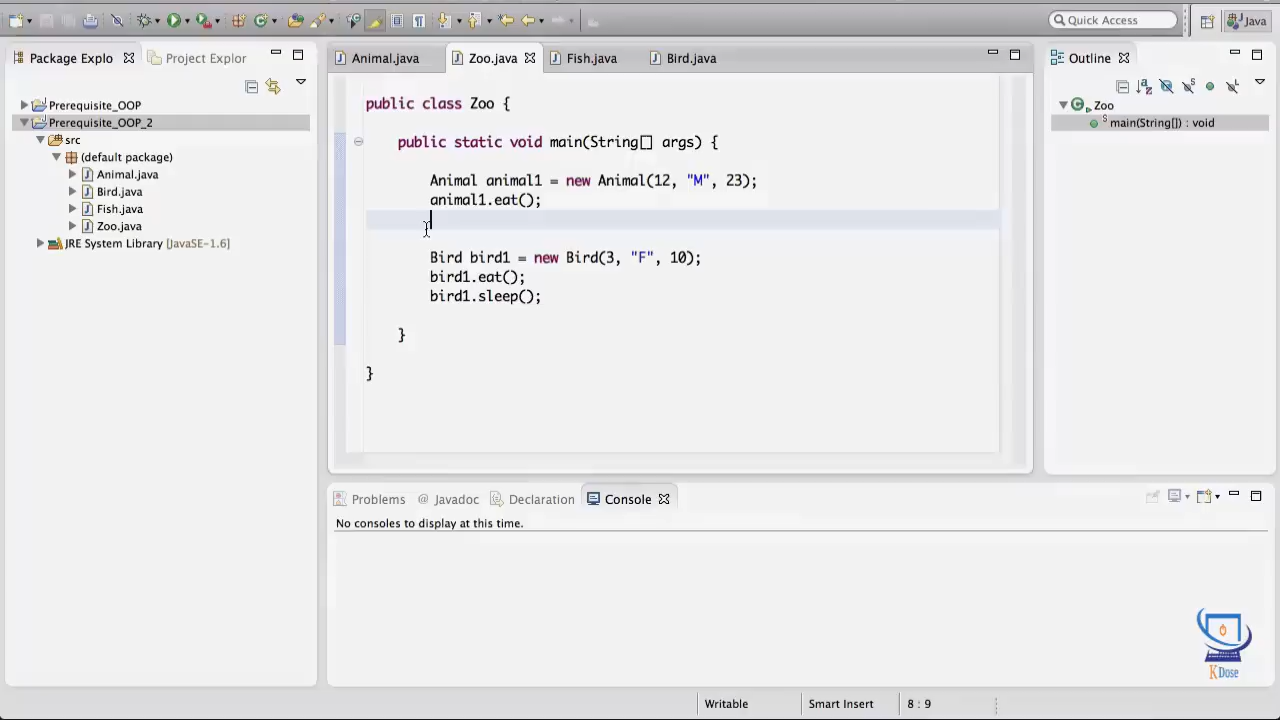 Quick Access
Java
Package Explo
Project Explor
Prerequisite_OOP
Prerequisite_OOP_2
src
(default package)
Animal.java
Bird.java
Fish.java
Zoo.java
JRE System Library [JavaSE-1.6]
Animal.java
Zoo.java
Fish.java
Bird.java
public class Zoo {
public static void main(String[] args) {
Animal animal1 = new Animal(12, "M", 23);
animal1.eat();
Bird bird1 = new Bird(3, "F", 10);
bird1.eat();
bird1.sleep();
}
}
Outline
Zoo
main(String[]) : void
Problems
@ Javadoc
Declaration
Console
No consoles to display at this time.
KDose
Writable
Smart Insert
8 : 9